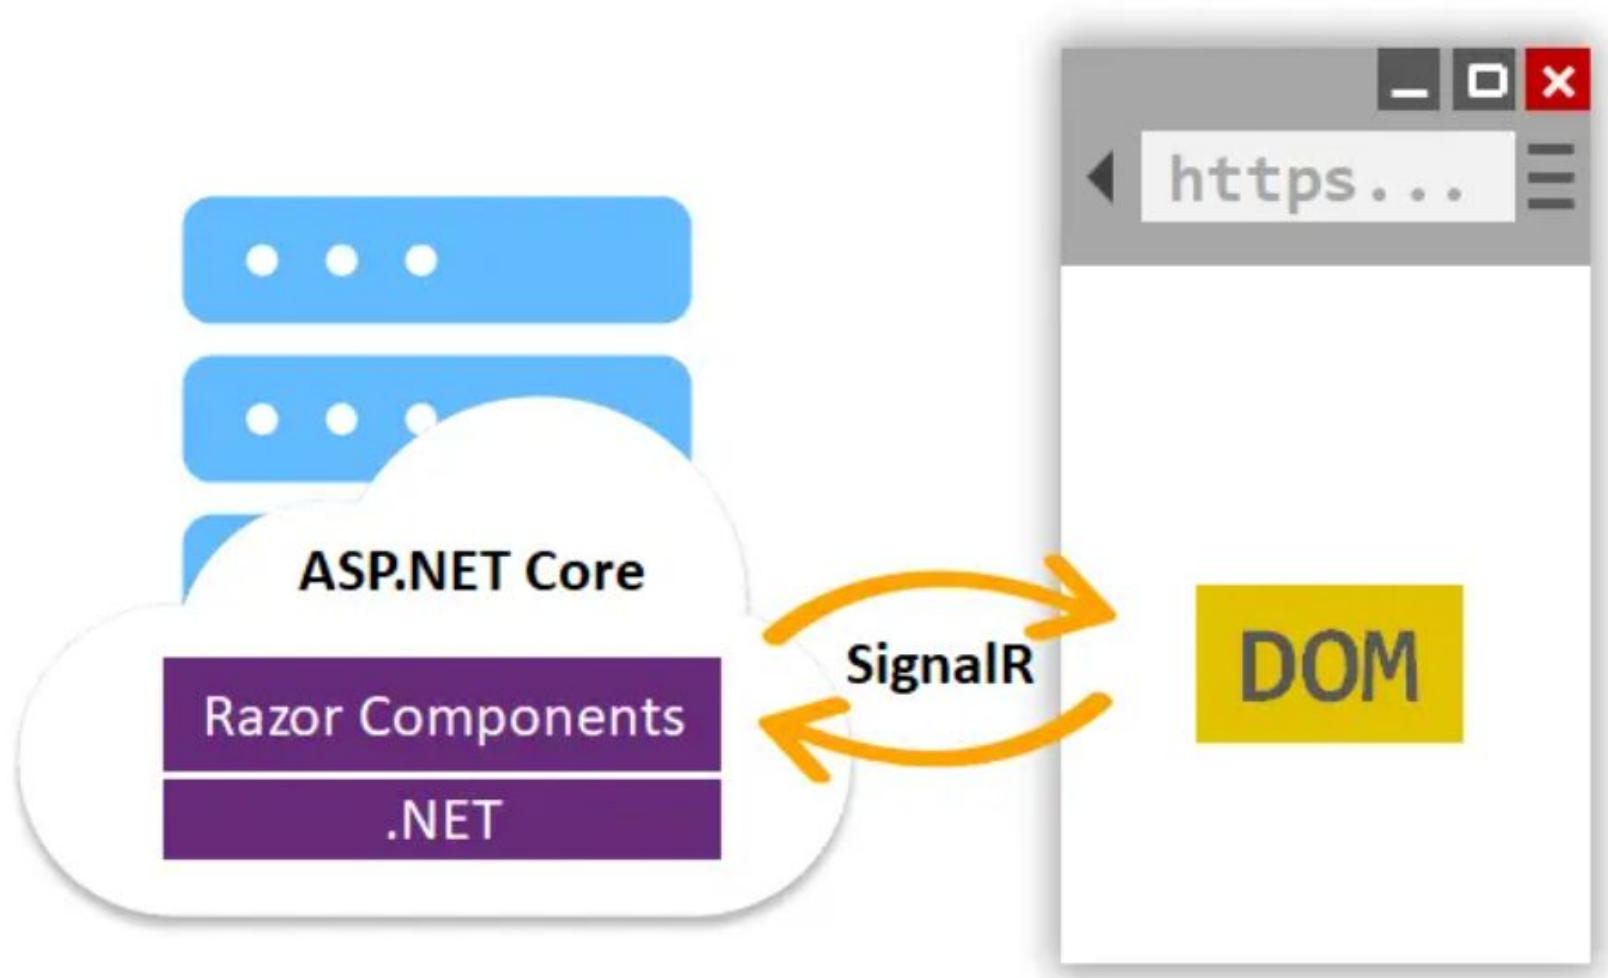 https...
ASP.NET Core
SignalR
Razor Components
.NET
DOM